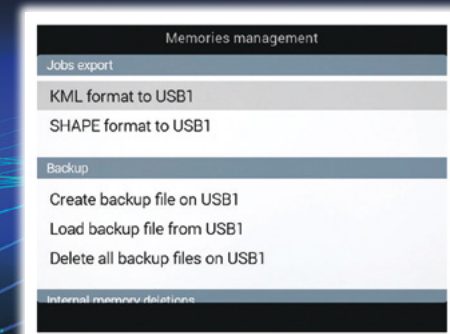 Memories management
Jobs export
KML format to USB1
SHAPE format to USB1
Backup
Create backup file on USB1
Load backup file from USB1
Delete all backup files on USB1
Internal memory deletions